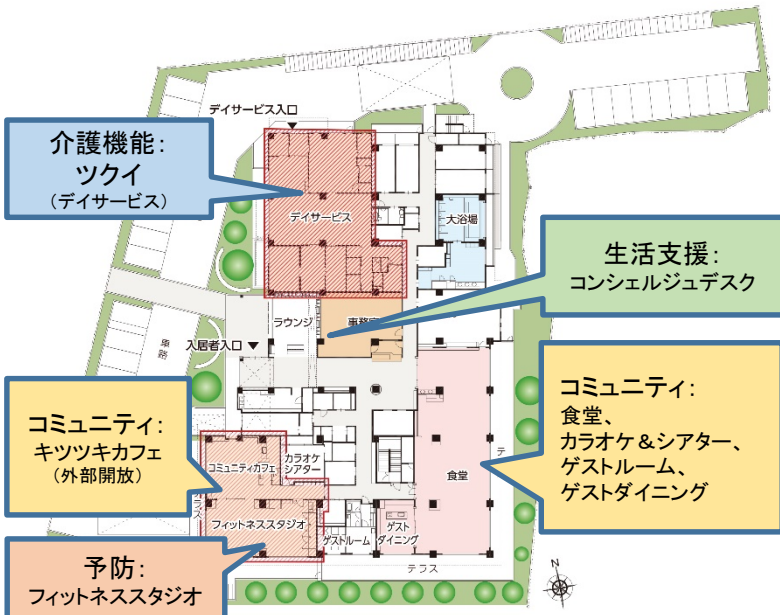 デイサービス入口
介護機能:
ツクイ
(デイサービス)
デイサービス
大浴場
生活支援:
コンシェルジュデスク
ラウンジ
事務室
車路
入居者入口
コミュニティ:
キツツキカフェ
(外部開放)
コミュニティカフェ
カラオケ
シアター
食堂
コミュニティ:
食堂、
カラオケ&シアター、
ゲストルーム、
ゲストダイニング
フィットネススタジオ
ゲストルーム
ゲスト
ダイニング
テラス
予防:
フィットネススタジオ
N